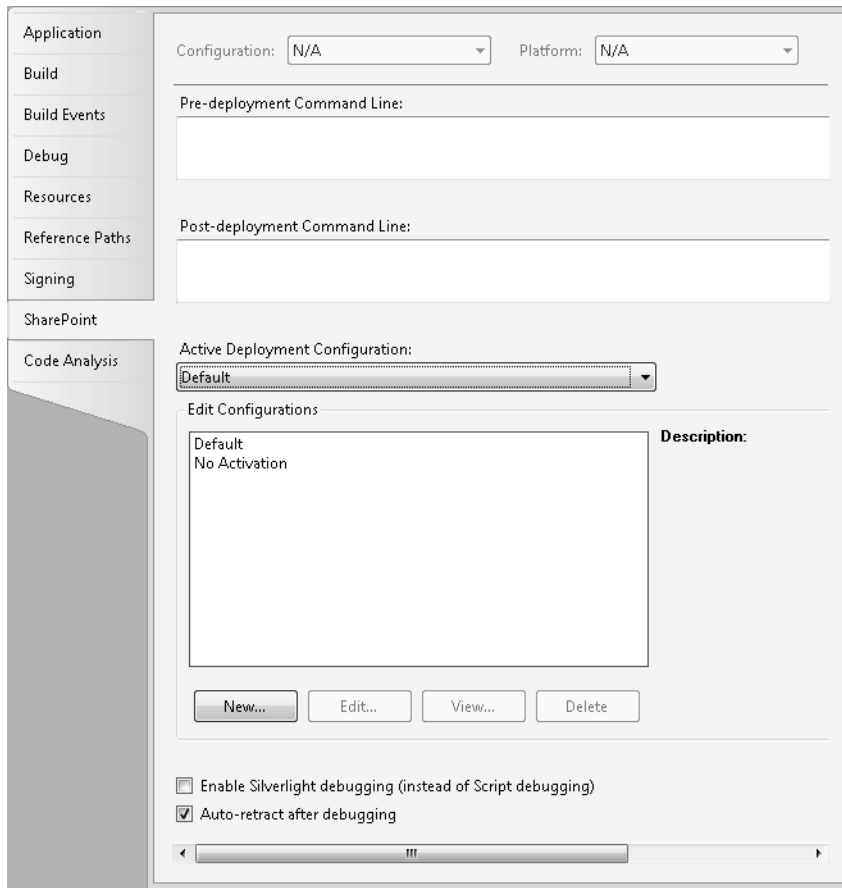 Application
Build
Build Events
Debug
Resources
Reference Paths
Signing
SharePoint
Code Analysis
Configuration: N/A Platform: N/A
Pre-deployment Command Line:
Post-deployment Command Line:
Active Deployment Configuration:
Default
Edit Configurations
Default
No Activation
Description:
New... Edit... View... Delete
Enable Silverlight debugging (instead of Script debugging)
Auto-retract after debugging